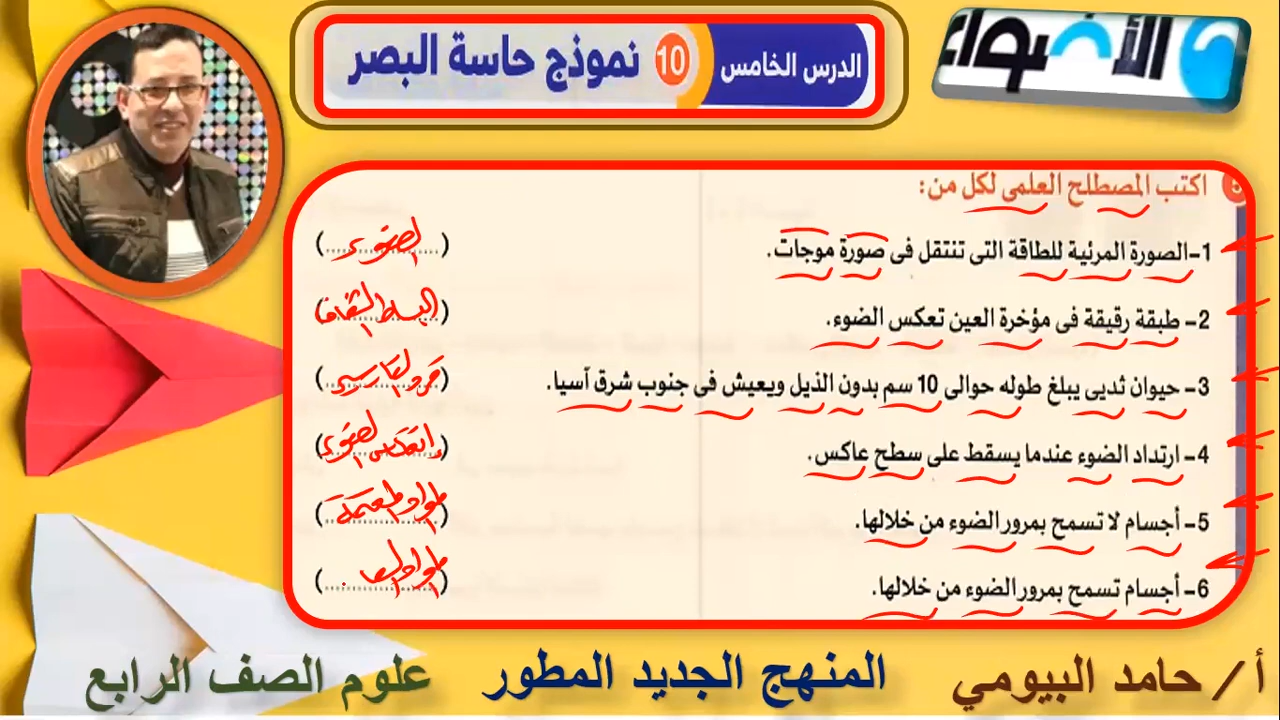 الأضواء
الدرس الخامس 10 نموذج حاسة البصر
اكتب المصطلح العلمى لكل من:
1- الصورة المرئية للطاقة التى تنتقل فى صورة موجات. (الضوء)
2- طبقة رقيقة فى مؤخرة العين تعكس الضوء. (البساط الشفاف)
3- حيوان ثديى يبلغ طوله حوالى 10 سم بدون الذيل ويعيش فى جنوب شرق آسيا. (قرد التارسير)
4- ارتداد الضوء عندما يسقط على سطح عاكس. (إنعكاس الضوء)
5- أجسام لا تسمح بمرور الضوء من خلالها. (المواد المعتمة)
6- أجسام تسمح بمرور الضوء من خلالها. (المواد)
أ/ حامد البيومي المنهج الجديد المطور علوم الصف الرابع